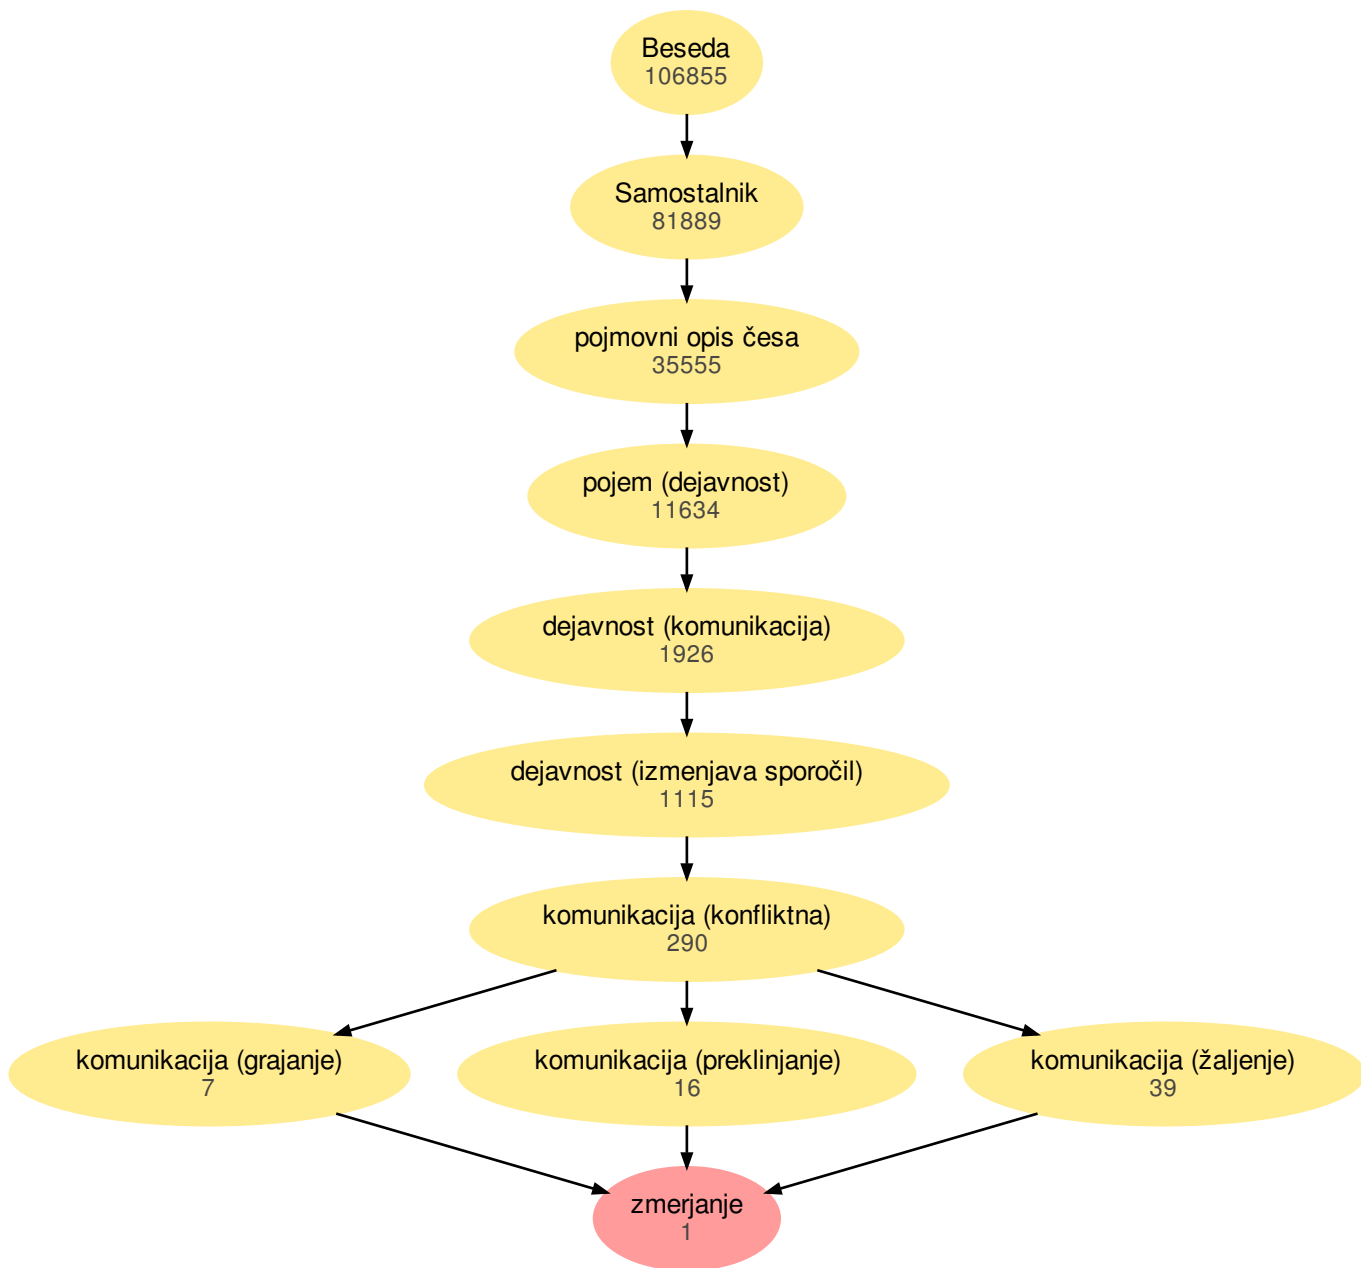 Beseda
106855
Samostalnik
81889
pojmovni opis česa
35555
pojem (dejavnost)
11634
dejavnost (komunikacija)
1926
dejavnost (izmenjava sporočil)
1115
komunikacija (konfliktna)
290
komunikacija (grajanje)
7
komunikacija (preklinjanje)
16
komunikacija (žaljenje)
39
zmerjanje
1